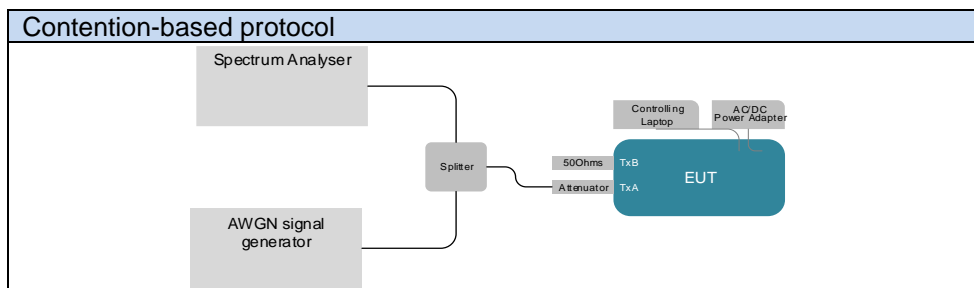 Contention-based protocol
Spectrum Analyser
Controlling
Laptop
AC/DC
Power Adapter
Splitter
50Ohms
TxB
EUT
Attenuator
TxA
AWGN signal
generator